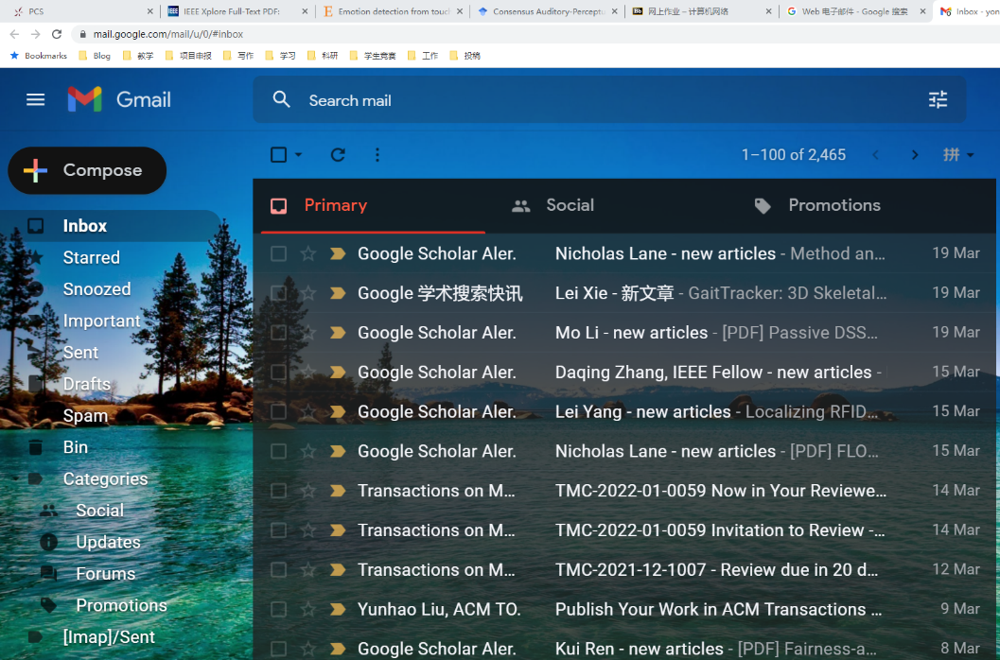 PCS
IEEE Xplore Full-Text PDF:
Emotion detection from touc
Consensus Auditory-Perceptu
网上作业 – 计算机网络
Web 电子邮件 - Google 搜索
Inbox - yon
mail.google.com/mail/u/0/#inbox
Bookmarks Blog 教学 项目申报 写作 学习 科研 学生竞赛 工作 投稿
Gmail
Search mail
Compose
1–100 of 2,465
拼
Inbox
Starred
Snoozed
Important
Sent
Drafts
Spam
Bin
Categories
Social
Updates
Forums
Promotions
[Imap]/Sent
Primary
Social
Promotions
Google Scholar Aler. Nicholas Lane - new articles - Method an... 19 Mar
Google 学术搜索快讯 Lei Xie - 新文章 - GaitTracker: 3D Skeletal... 19 Mar
Google Scholar Aler. Mo Li - new articles - [PDF] Passive DSS... 19 Mar
Google Scholar Aler. Daqing Zhang, IEEE Fellow - new articles - 15 Mar
Google Scholar Aler. Lei Yang - new articles - Localizing RFID... 15 Mar
Google Scholar Aler. Nicholas Lane - new articles - [PDF] FLO... 15 Mar
Transactions on M... TMC-2022-01-0059 Now in Your Reviewe... 14 Mar
Transactions on M... TMC-2022-01-0059 Invitation to Review -... 14 Mar
Transactions on M... TMC-2021-12-1007 - Review due in 20 d... 12 Mar
Yunhao Liu, ACM TO. Publish Your Work in ACM Transactions ... 9 Mar
Google Scholar Aler. Kui Ren - new articles - [PDF] Fairness-a... 8 Mar